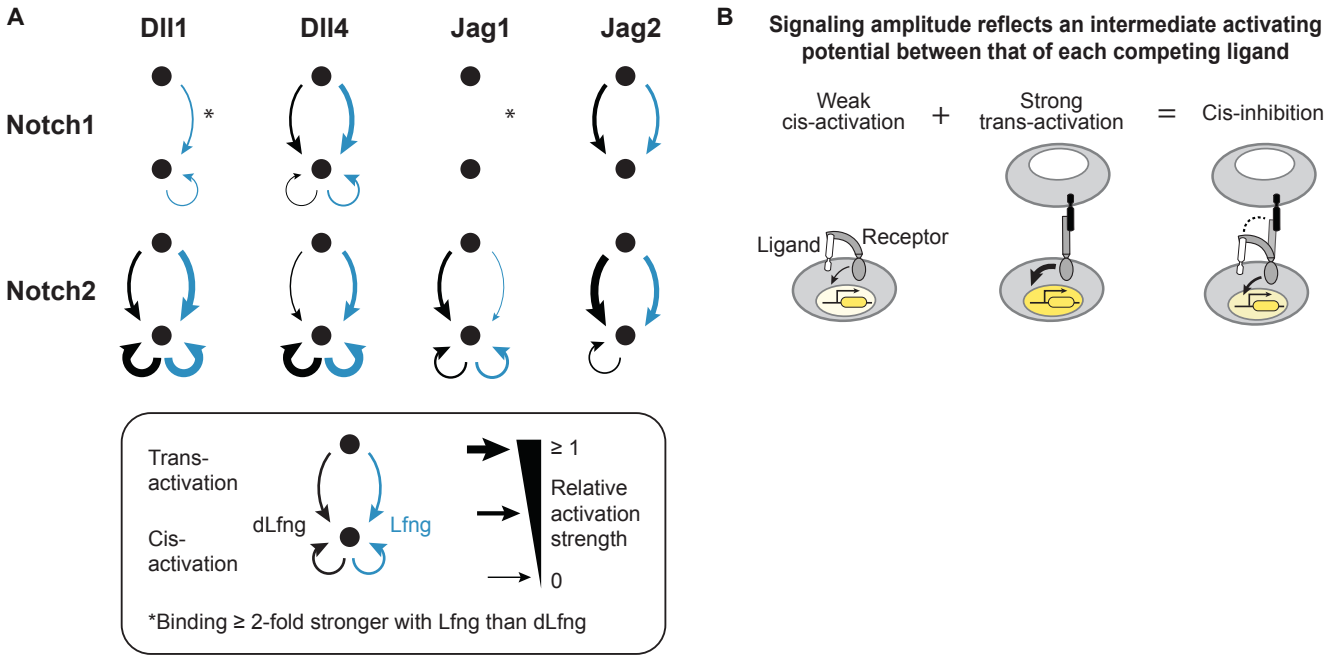 A
Dll1 Dll4 Jag1 Jag2
Notch1
*
*
Notch2
Trans-
activation
Cis-
activation
dLfng Lfng
≥ 1
Relative
activation
strength
0
*Binding ≥ 2-fold stronger with Lfng than dLfng
B
Signaling amplitude reflects an intermediate activating
potential between that of each competing ligand
Weak
cis-activation
+
Strong
trans-activation
=
Cis-inhibition
Ligand
Receptor